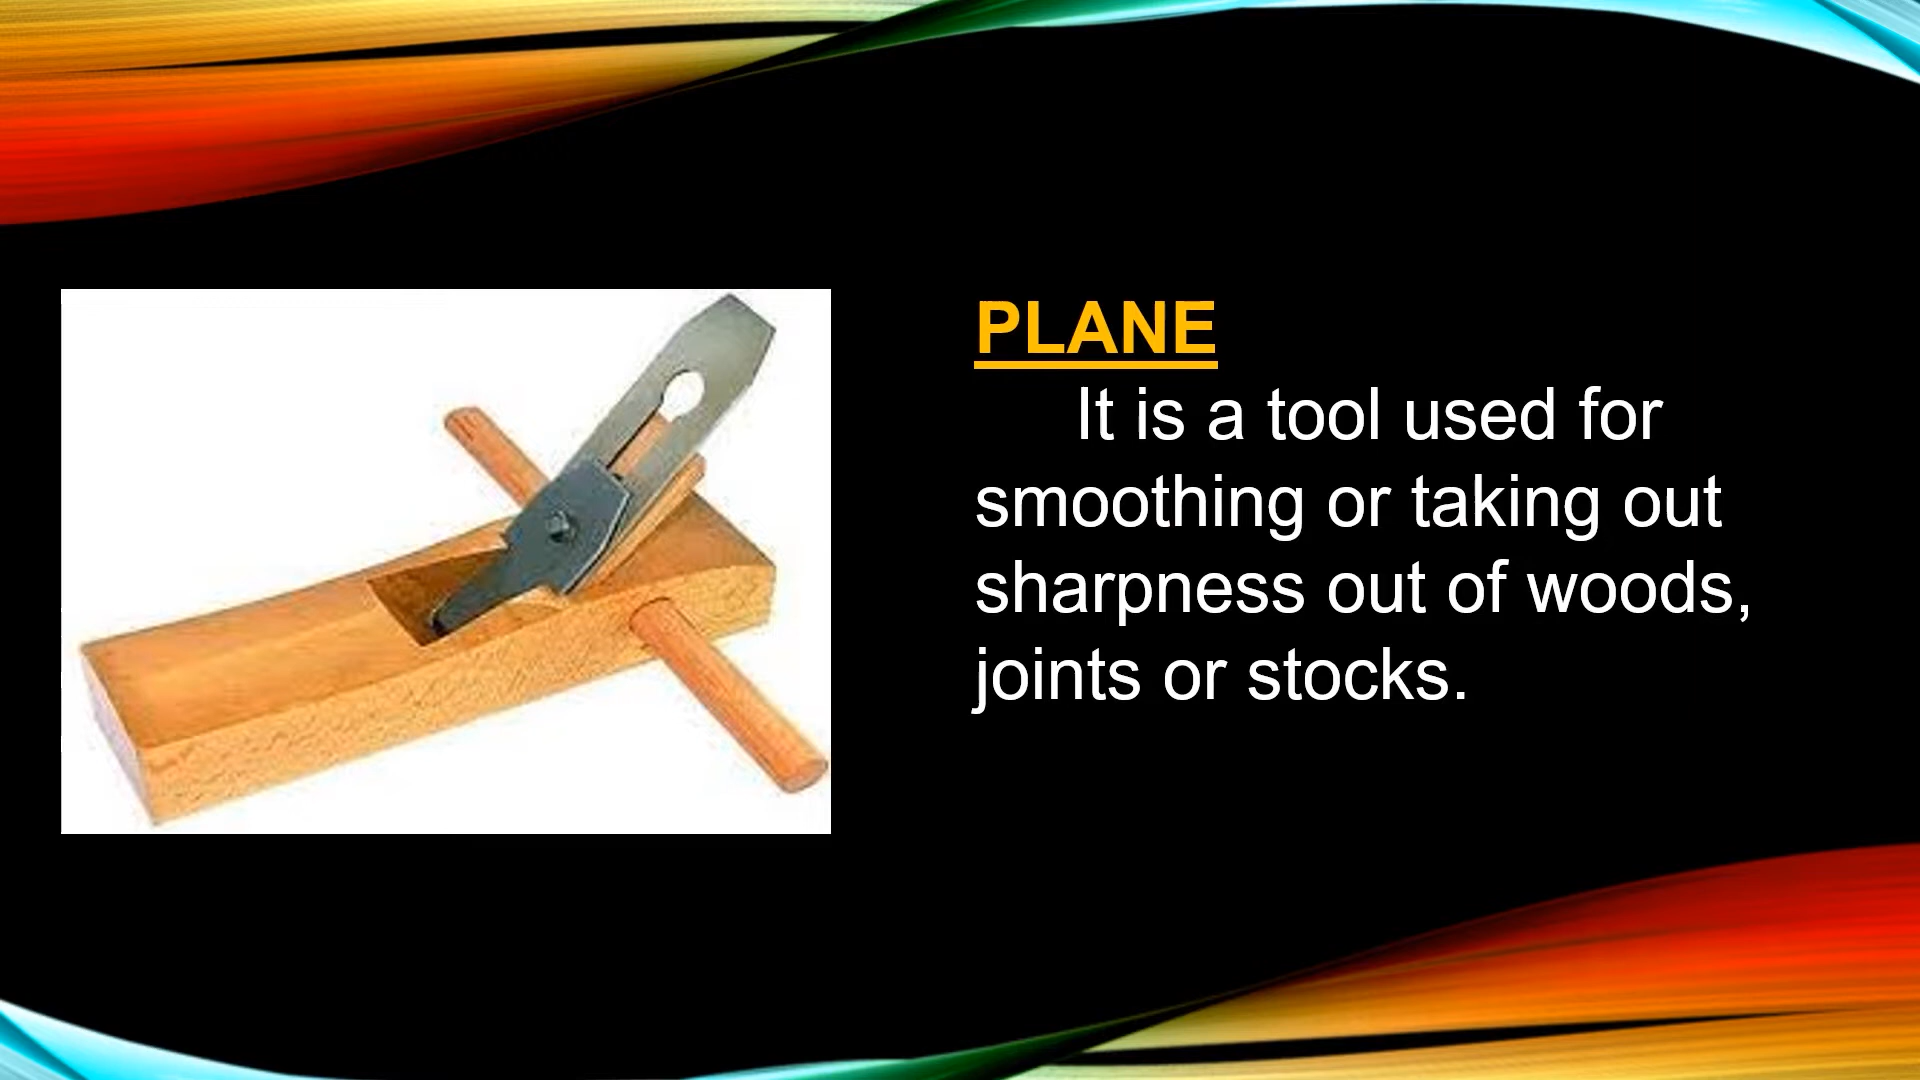 PLANE
It is a tool used for
smoothing or taking out
sharpness out of woods,
joints or stocks.